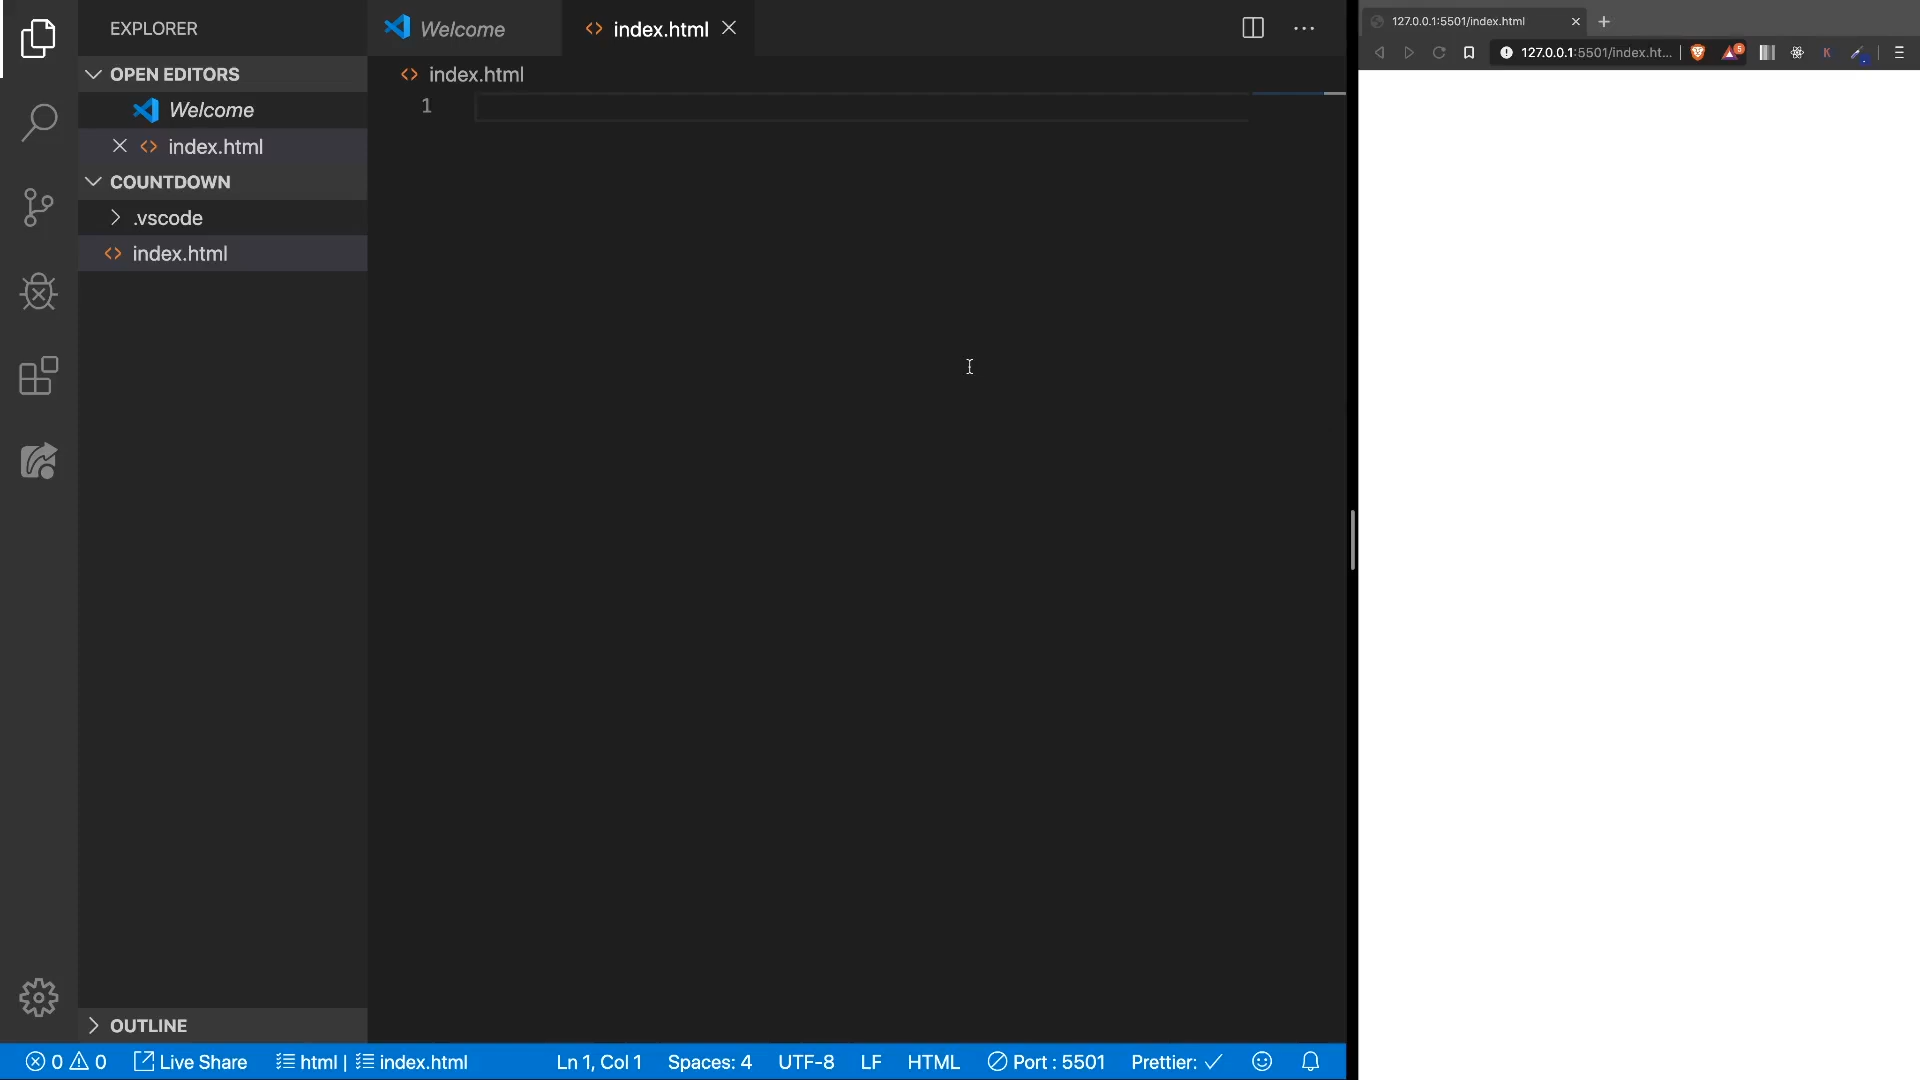 EXPLORER
OPEN EDITORS
Welcome
index.html
COUNTDOWN
.vscode
index.html
OUTLINE
Welcome
index.html
index.html
1
127.0.0.1:5501/index.html
127.0.0.1:5501/index.ht...
5
K
0 0 Live Share html | index.html Ln 1, Col 1 Spaces: 4 UTF-8 LF HTML Port : 5501 Prettier: ✓